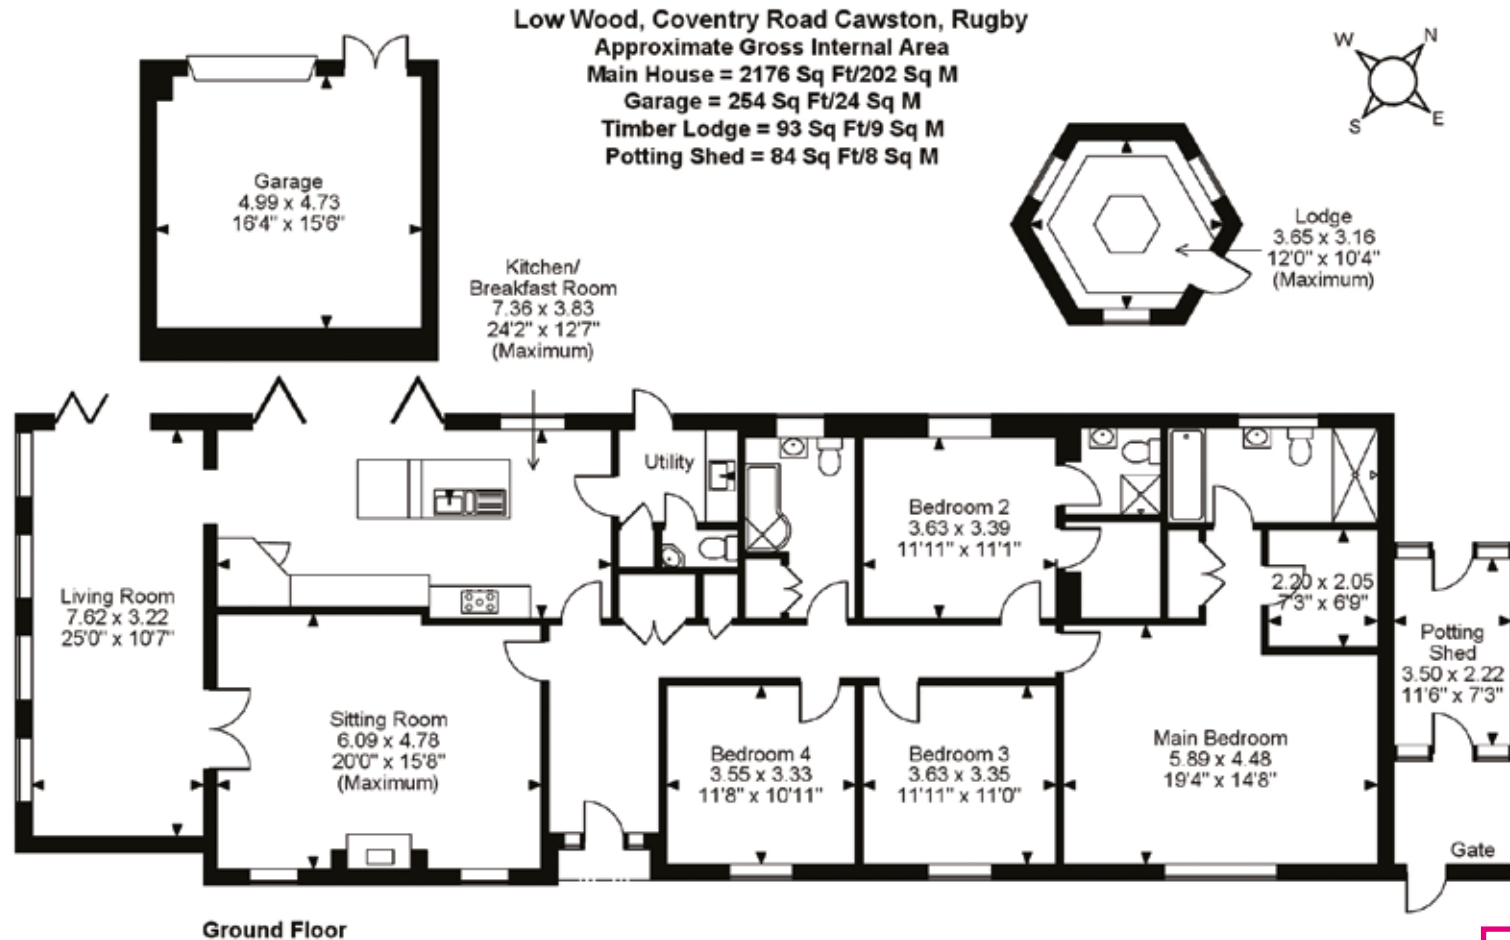 Low Wood, Coventry Road Cawston, Rugby
Approximate Gross Internal Area
Main House = 2176 Sq Ft/202 Sq M
Garage = 254 Sq Ft/24 Sq M
Timber Lodge = 93 Sq Ft/9 Sq M
Potting Shed = 84 Sq Ft/8 Sq M
W
N
S
E
Garage
4.99 x 4.73
16'4" x 15'6"
Lodge
3.65 x 3.16
12'0" x 10'4"
(Maximum)
Kitchen/
Breakfast Room
7.36 x 3.83
24'2" x 12'7"
(Maximum)
Utility
Bedroom 2
3.63 x 3.39
11'11" x 11'1"
Living Room
7.62 x 3.22
25'0" x 10'7"
2.20 x 2.05
7'3" x 6'9"
Potting
Shed
3.50 x 2.22
11'6" x 7'3"
Sitting Room
6.09 x 4.78
20'0" x 15'8"
(Maximum)
Bedroom 4
3.55 x 3.33
11'8" x 10'11"
Bedroom 3
3.63 x 3.35
11'11" x 11'0"
Main Bedroom
5.89 x 4.48
19'4" x 14'8"
Gate
Ground Floor